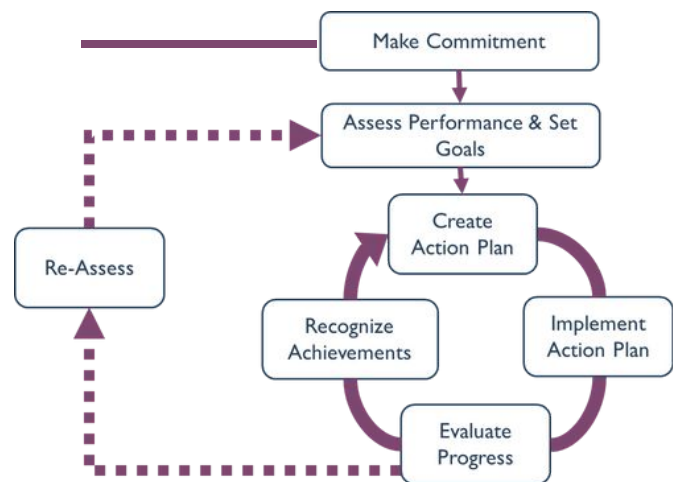 Make Commitment
Assess Performance & Set
Goals
Create
Action Plan
Re-Assess
Recognize
Achievements
Implement
Action Plan
Evaluate
Progress